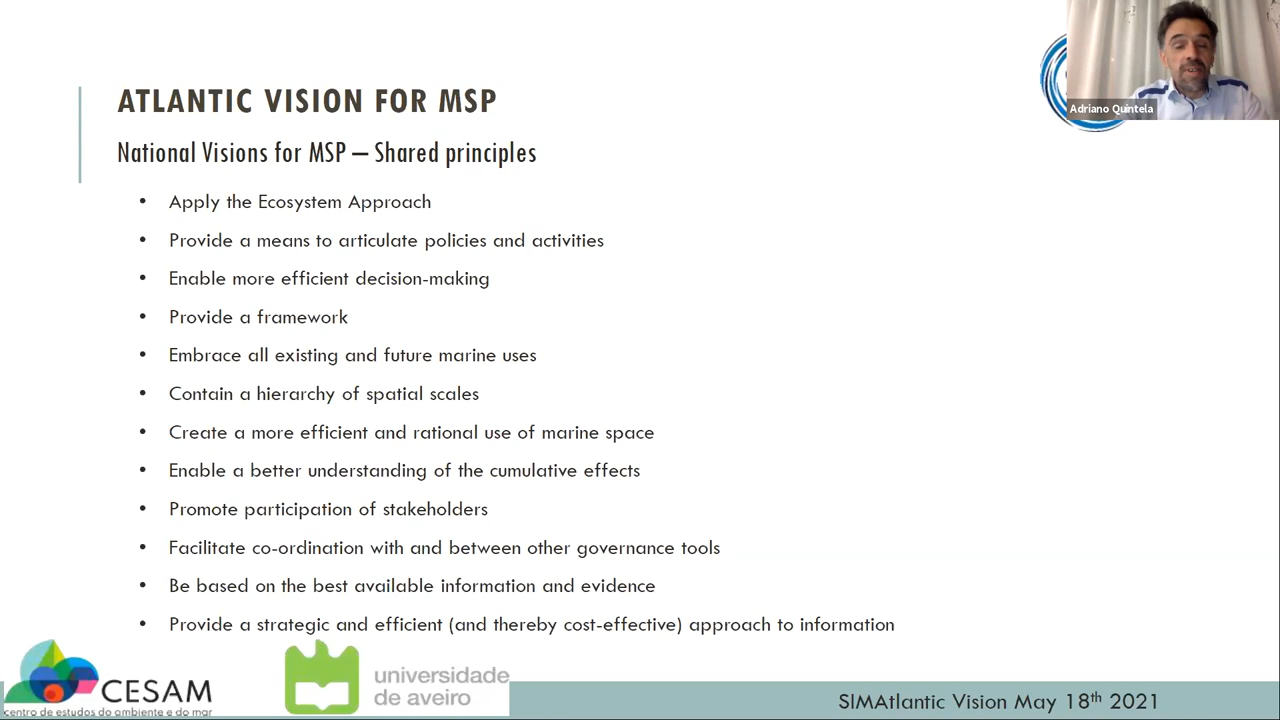 ATLANTIC VISION FOR MSP
Adriano Quintela
National Visions for MSP – Shared principles
• Apply the Ecosystem Approach
• Provide a means to articulate policies and activities
• Enable more efficient decision-making
• Provide a framework
• Embrace all existing and future marine uses
• Contain a hierarchy of spatial scales
• Create a more efficient and rational use of marine space
• Enable a better understanding of the cumulative effects
• Promote participation of stakeholders
• Facilitate co-ordination with and between other governance tools
• Be based on the best available information and evidence
• Provide a strategic and efficient (and thereby cost-effective) approach to information
CESAM
centro de estudos do ambiente e do mar
universidade
de aveiro
SIMAtlantic Vision May 18th 2021